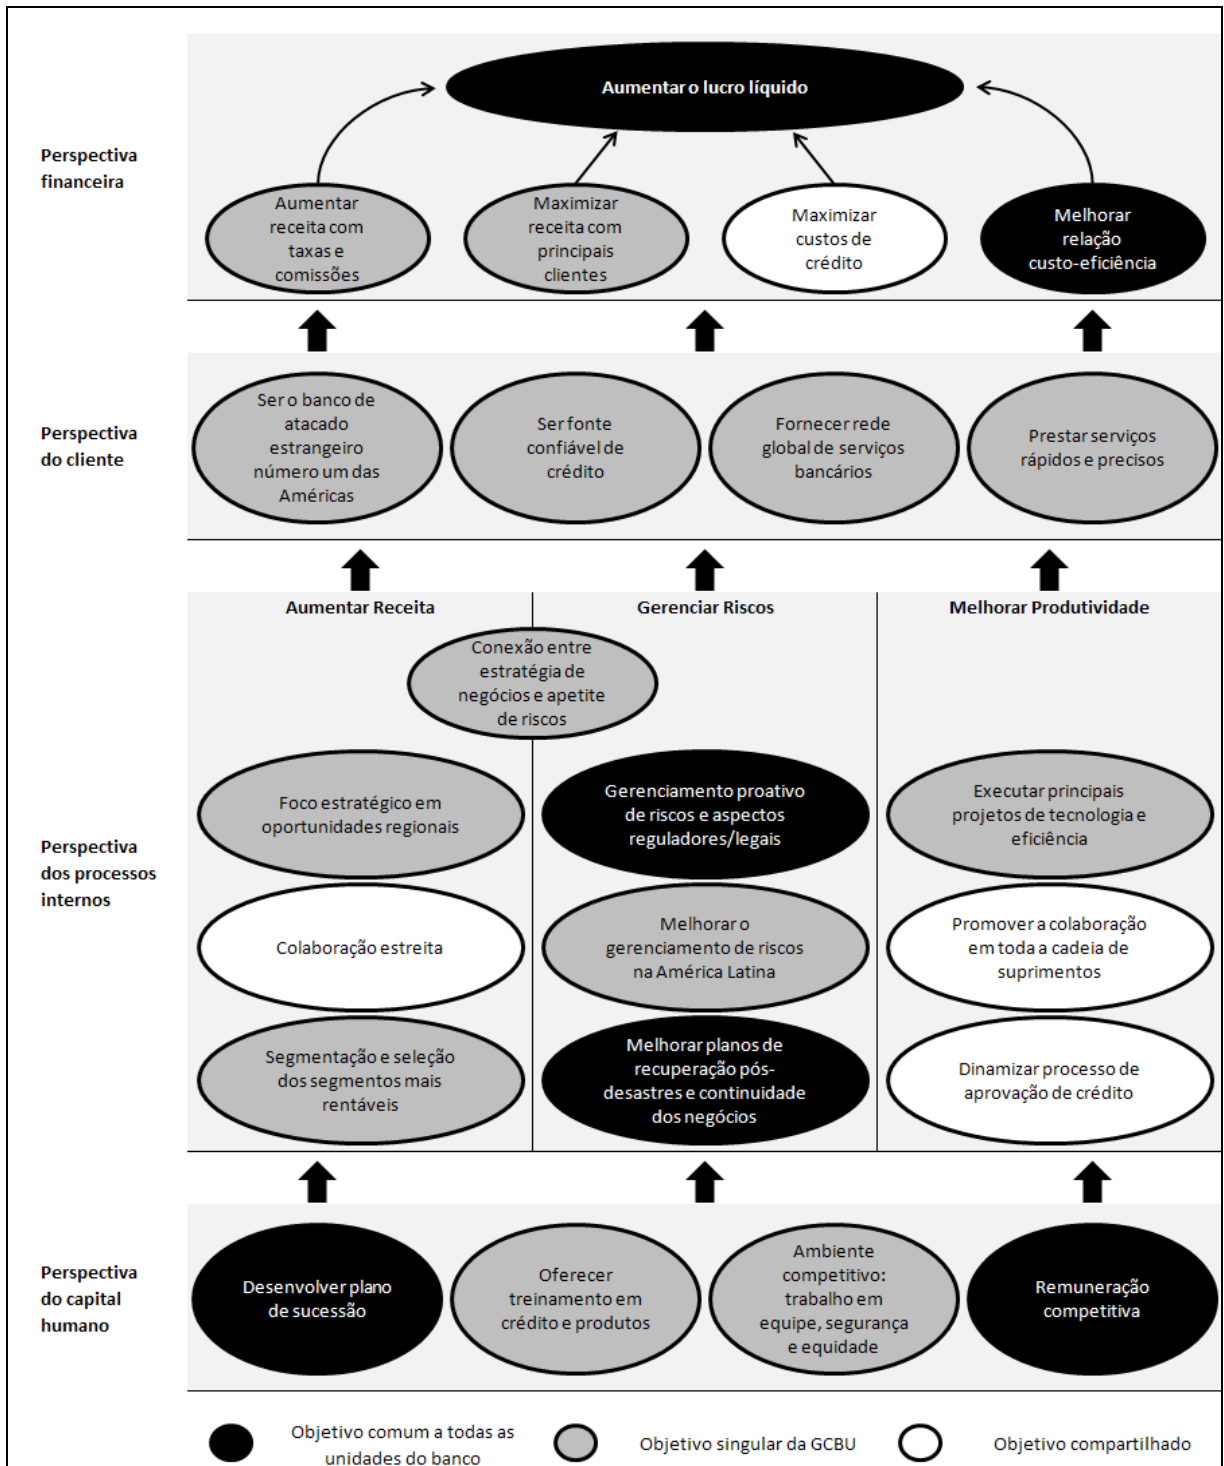 Aumentar o lucro líquido
Perspectiva
financeira
Aumentar
receita com
taxas e
comissões
Maximizar
receita com
principais
clientes
Maximizar
custos de
crédito
Melhorar
relação
custo-eficiência
Perspectiva
do cliente
Ser o banco de
atacado
estrangeiro
número um das
Américas
Ser fonte
confiável de
crédito
Fornecer rede
global de serviços
bancários
Prestar serviços
rápidos e precisos
Aumentar Receita
Gerenciar Riscos
Melhorar Produtividade
Conexão entre
estratégia de
negócios e apetite
de riscos
Perspectiva
dos processos
internos
Foco estratégico em
oportunidades regionais
Gerenciamento proativo
de riscos e aspectos
reguladores/legais
Executar principais
projetos de tecnologia e
eficiência
Colaboração estreita
Melhorar o
gerenciamento de riscos
na América Latina
Promover a colaboração
em toda a cadeia de
suprimentos
Segmentação e seleção
dos segmentos mais
rentáveis
Melhorar planos de
recuperação pós-
desastres e continuidade
dos negócios
Dinamizar processo de
aprovação de crédito
Perspectiva
do capital
humano
Desenvolver plano
de sucessão
Oferecer
treinamento em
crédito e produtos
Ambiente
competitivo:
trabalho em
equipe, segurança
e equidade
Remuneração
competitiva
Objetivo comum a todas as
unidades do banco
Objetivo singular da GCBU
Objetivo compartilhado